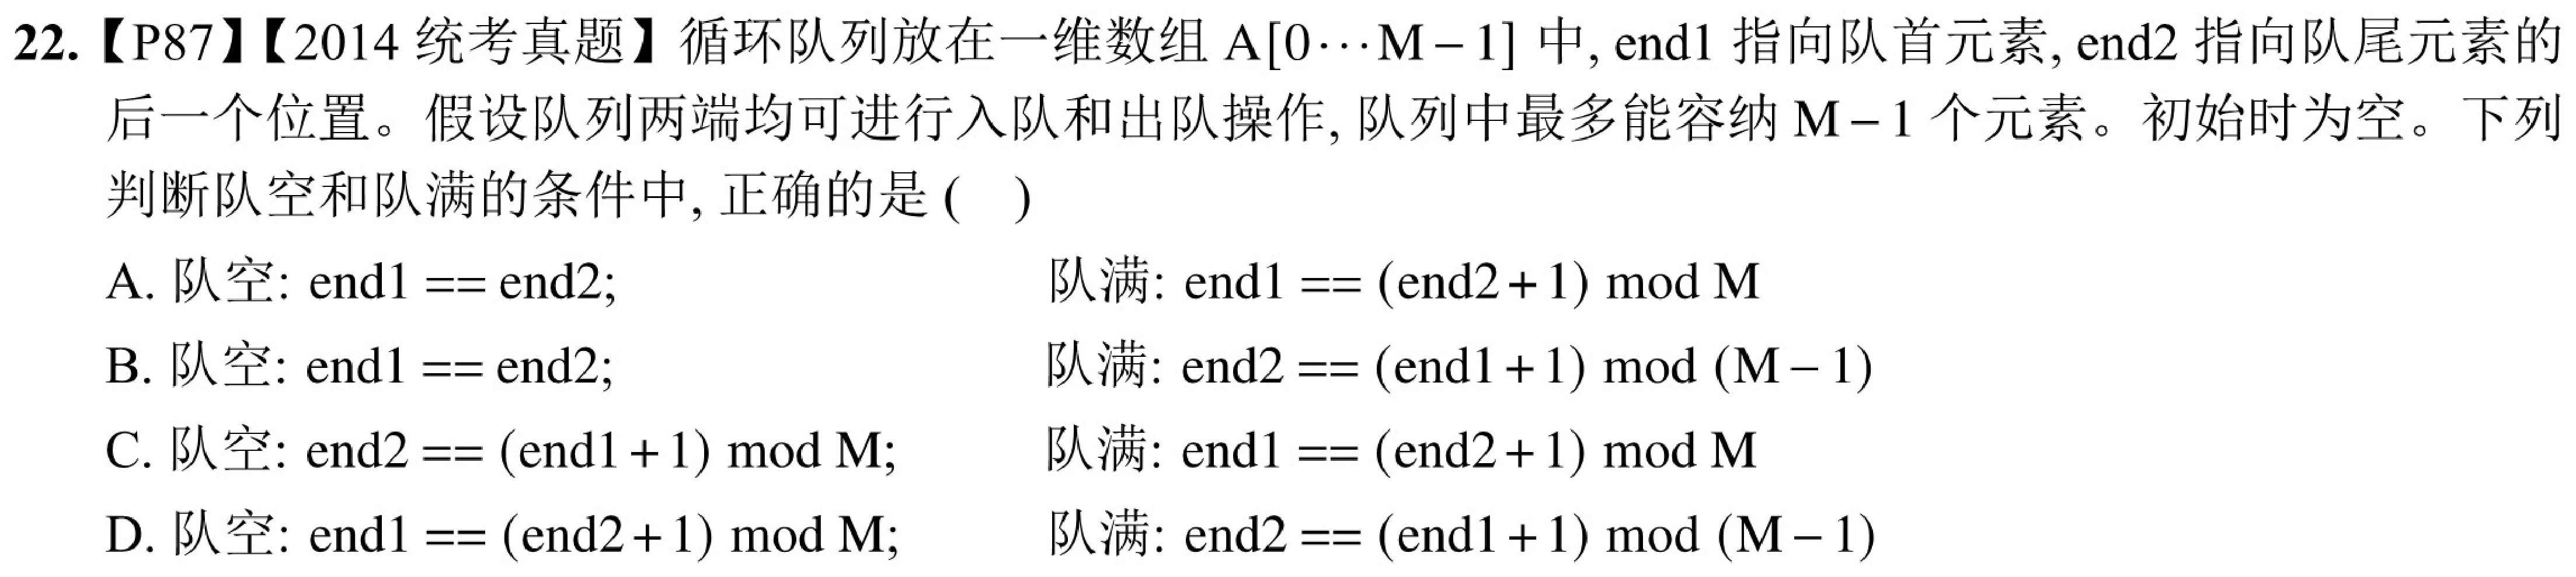 22.【P87】【2014 统考真题】循环队列放在一维数组 A[0⋯M−1] 中, end1 指向队首元素, end2 指向队尾元素的
后一个位置。假设队列两端均可进行入队和出队操作, 队列中最多能容纳 M−1 个元素。初始时为空。下列
判断队空和队满的条件中, 正确的是 ( )
A. 队空: end1 == end2; 队满: end1 == (end2+1) mod M
B. 队空: end1 == end2; 队满: end2 == (end1+1) mod (M−1)
C. 队空: end2 == (end1+1) mod M; 队满: end1 == (end2+1) mod M
D. 队空: end1 == (end2+1) mod M; 队满: end2 == (end1+1) mod (M−1)